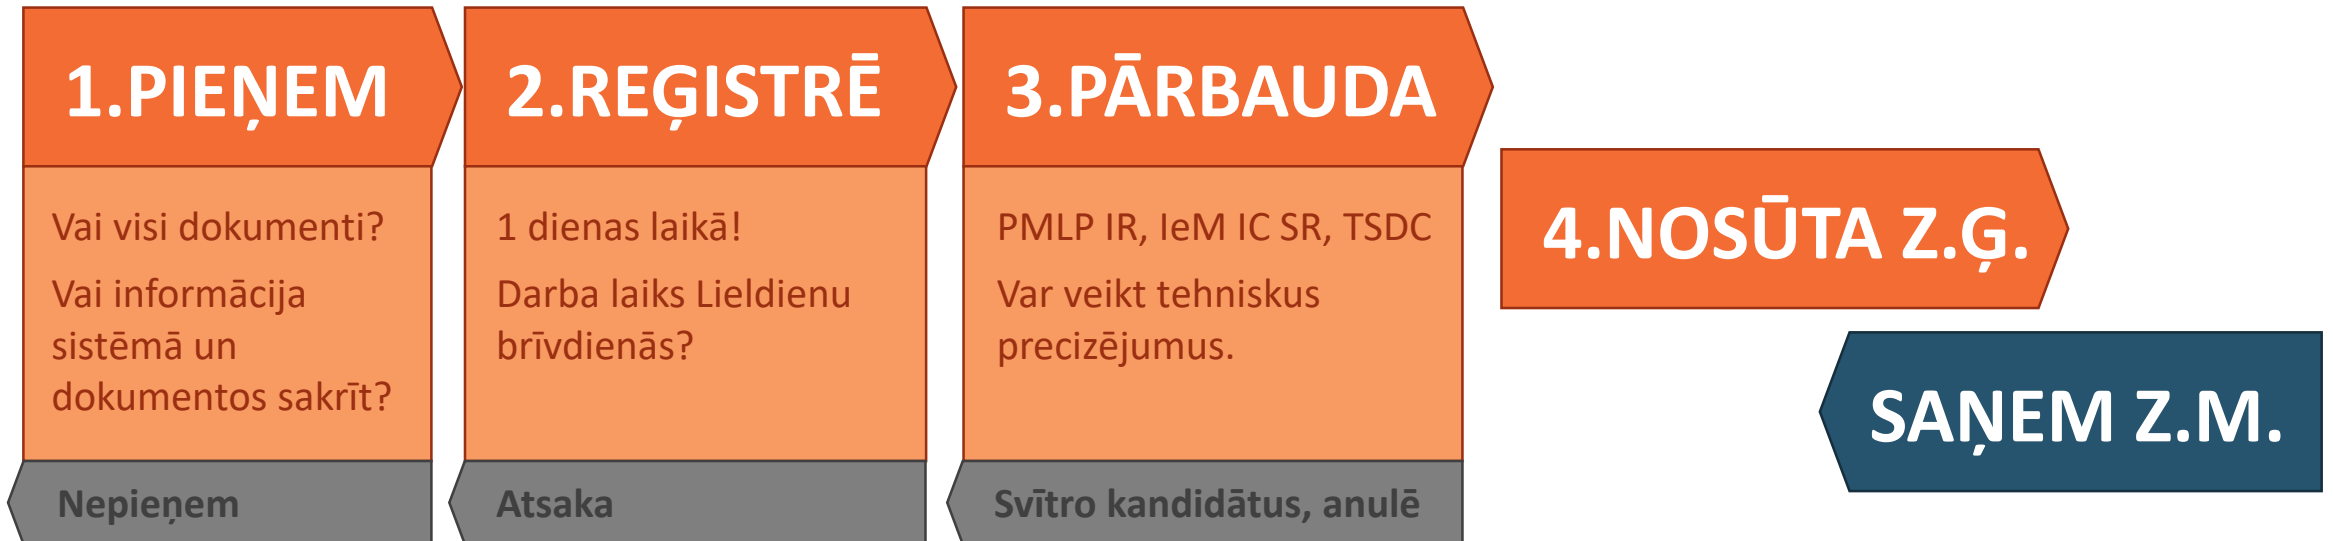 1.PIEŅEM
Vai visi dokumenti?
Vai informācija
sistēmā un
dokumentos sakrīt?
Nepieņem
2.REĢISTRĒ
1 dienas laikā!
Darba laiks Lieldienu
brīvdienās?
Atsaka
3.PĀRBAUDA
PMLP IR, IeM IC SR, TSDC
Var veikt tehniskus
precizējumus.
Svītro kandidātus, anulē
4.NOSŪTA Z.Ģ.
SAŅEM Z.M.